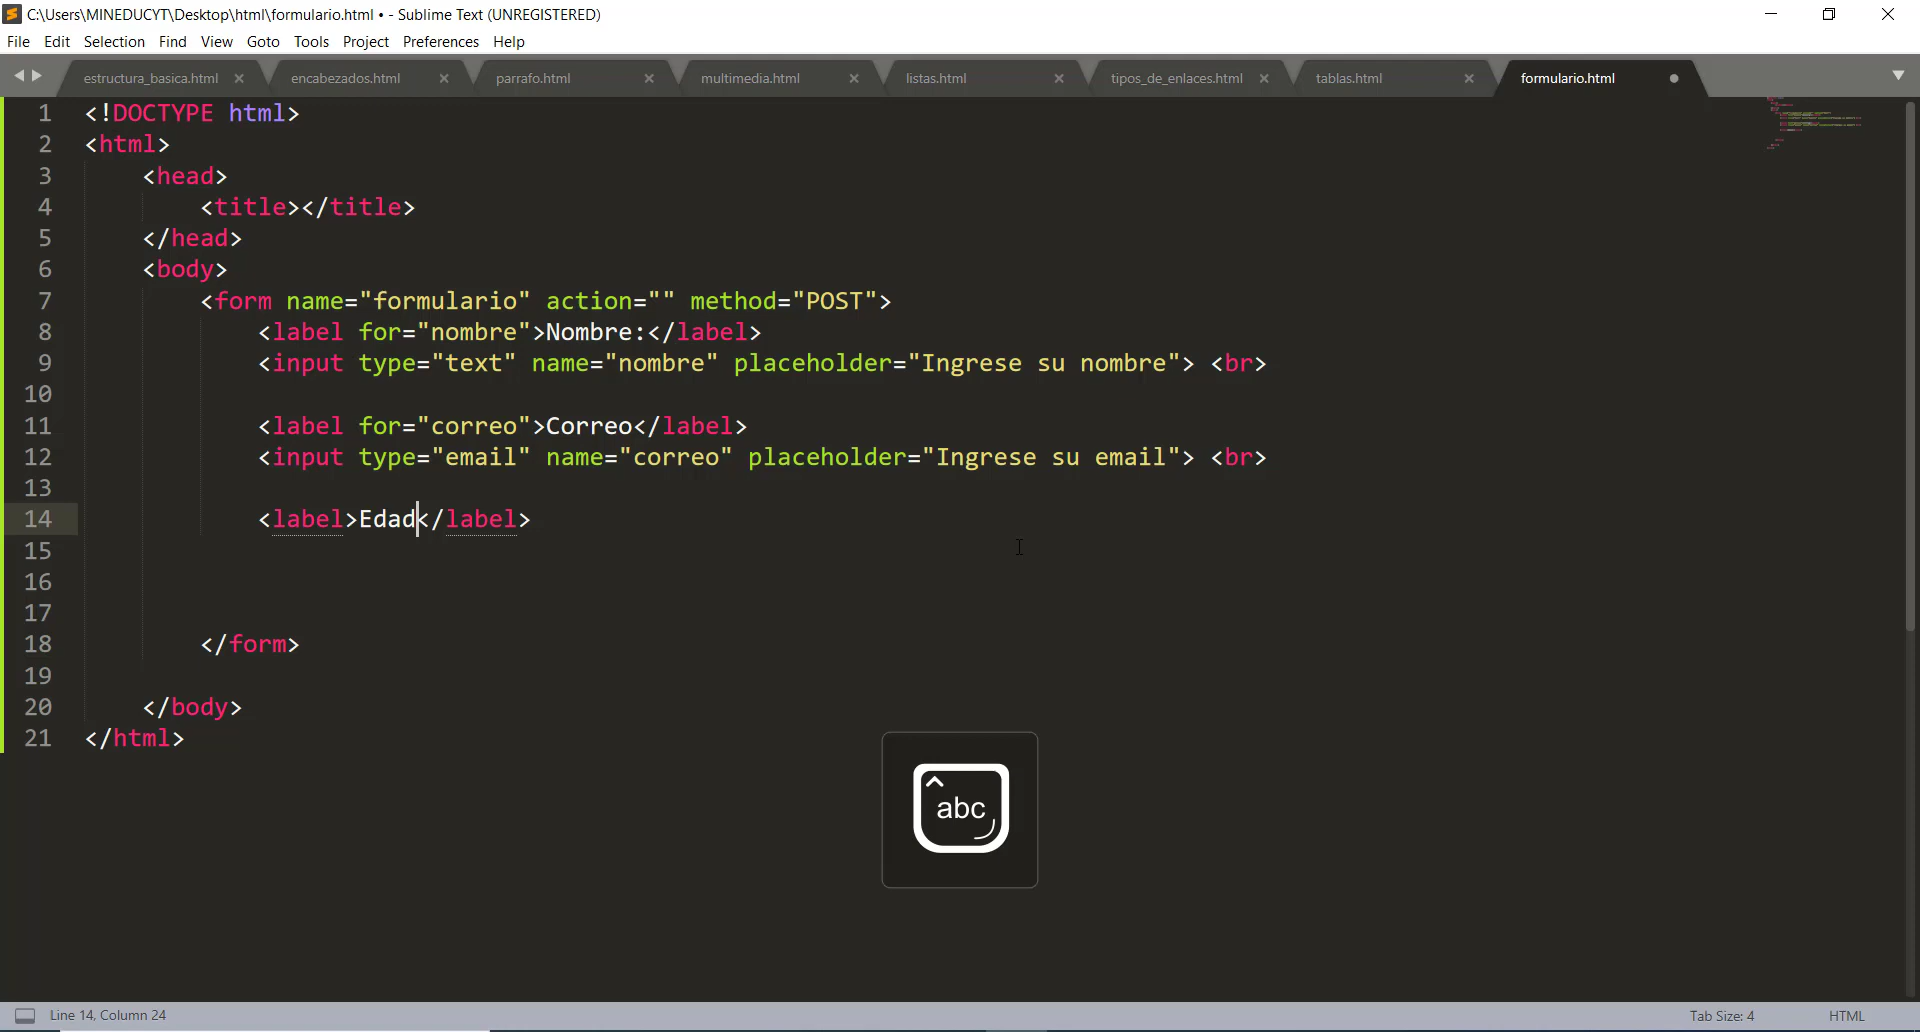 C:\Users\MINEDUCYT\Desktop\html\formulario.html • - Sublime Text (UNREGISTERED)
File Edit Selection Find View Goto Tools Project Preferences Help
estructura_basica.html encabezados.html parrafo.html multimedia.html listas.html tipos_de_enlaces.html tablas.html formulario.html
1 <!DOCTYPE html>
2 <html>
3 <head>
4 <title></title>
5 </head>
6 <body>
7 <form name="formulario" action="" method="POST">
8 <label for="nombre">Nombre:</label>
9 <input type="text" name="nombre" placeholder="Ingrese su nombre"> <br>
10
11 <label for="correo">Correo</label>
12 <input type="email" name="correo" placeholder="Ingrese su email"> <br>
13
14 <label>Edad</label>
15
16
17
18 </form>
19
20 </body>
21 </html>
abc
Line 14, Column 24 Tab Size: 4 HTML